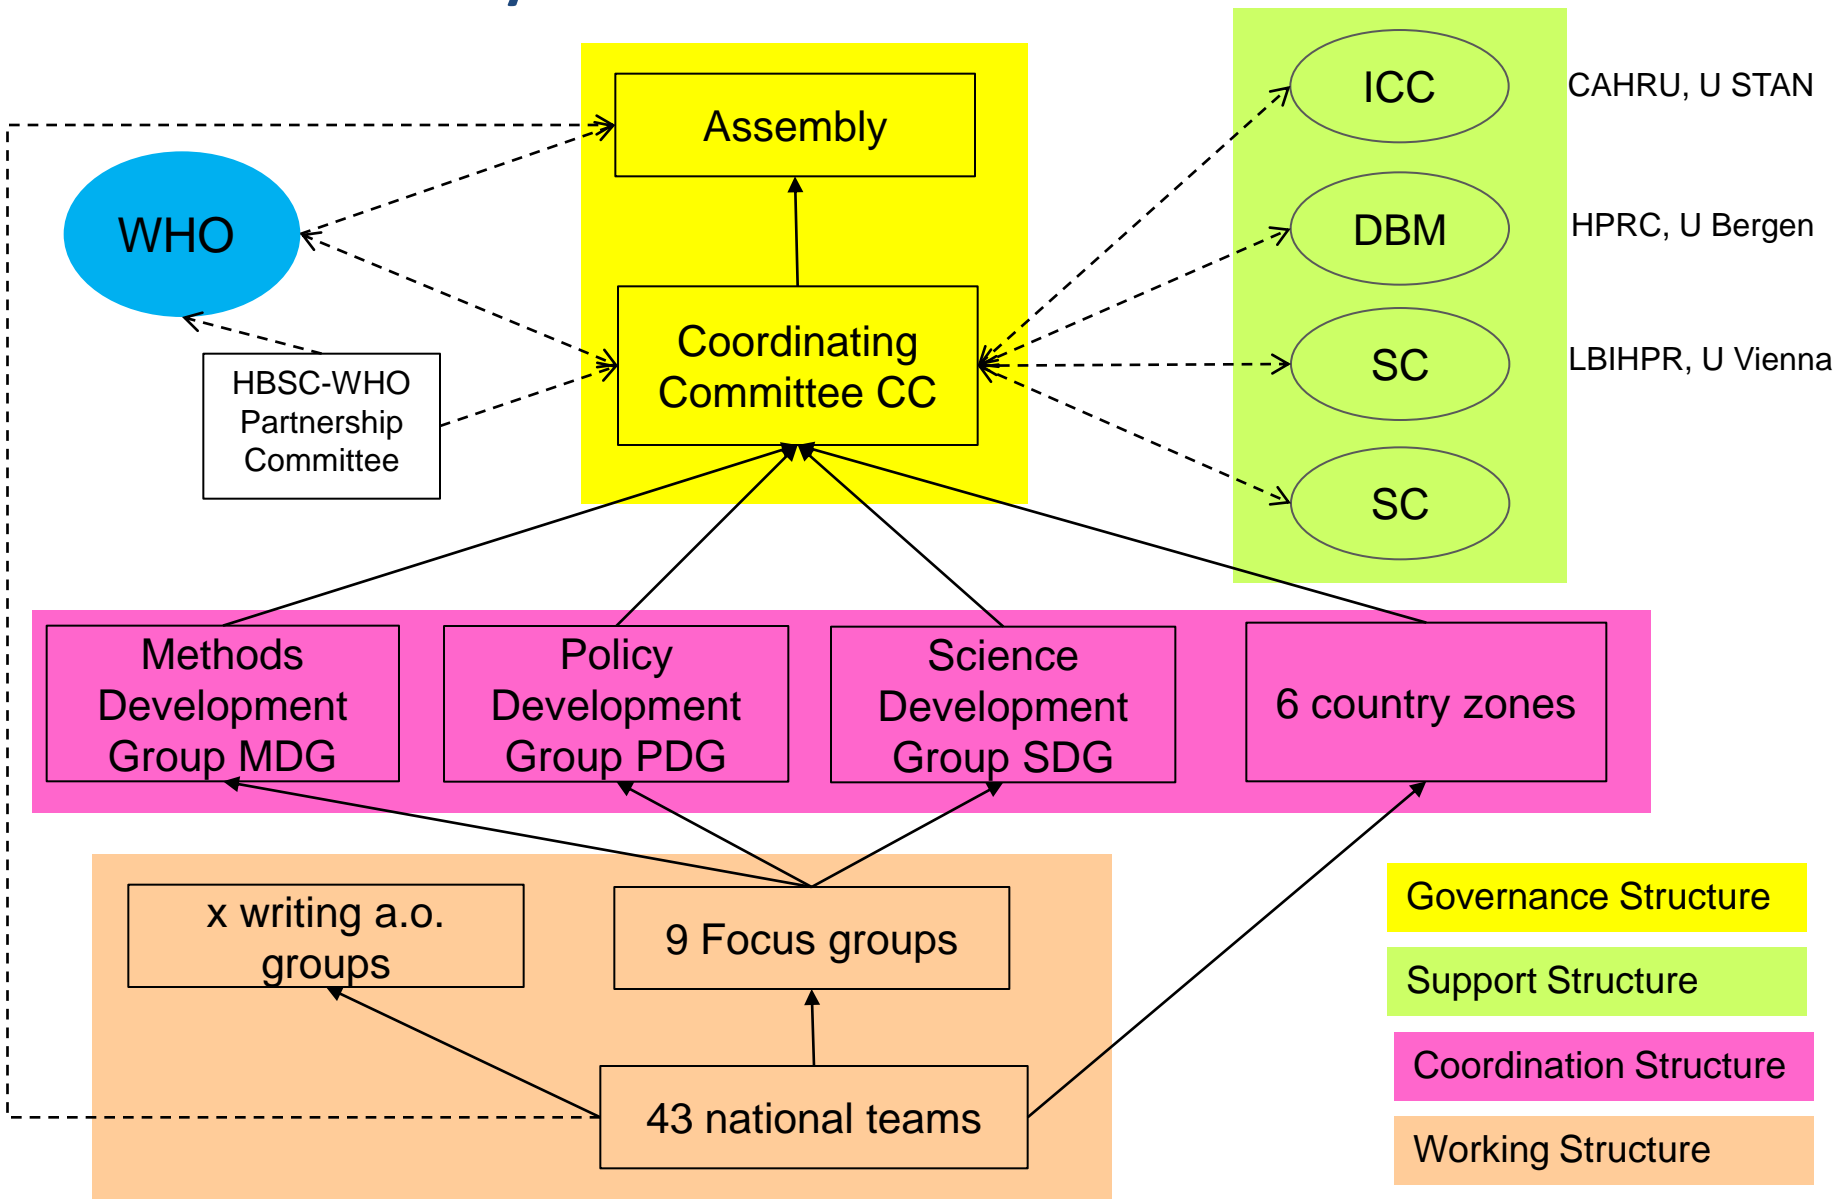 Assembly
ICC
CAHRU, U STAN
WHO
DBM
HPRC, U Bergen
Coordinating
Committee CC
SC
LBIHPR, U Vienna
HBSC-WHO
Partnership
Committee
SC
Methods
Development
Group MDG
Policy
Development
Group PDG
Science
Development
Group SDG
6 country zones
x writing a.o.
groups
9 Focus groups
43 national teams
Governance Structure
Support Structure
Coordination Structure
Working Structure